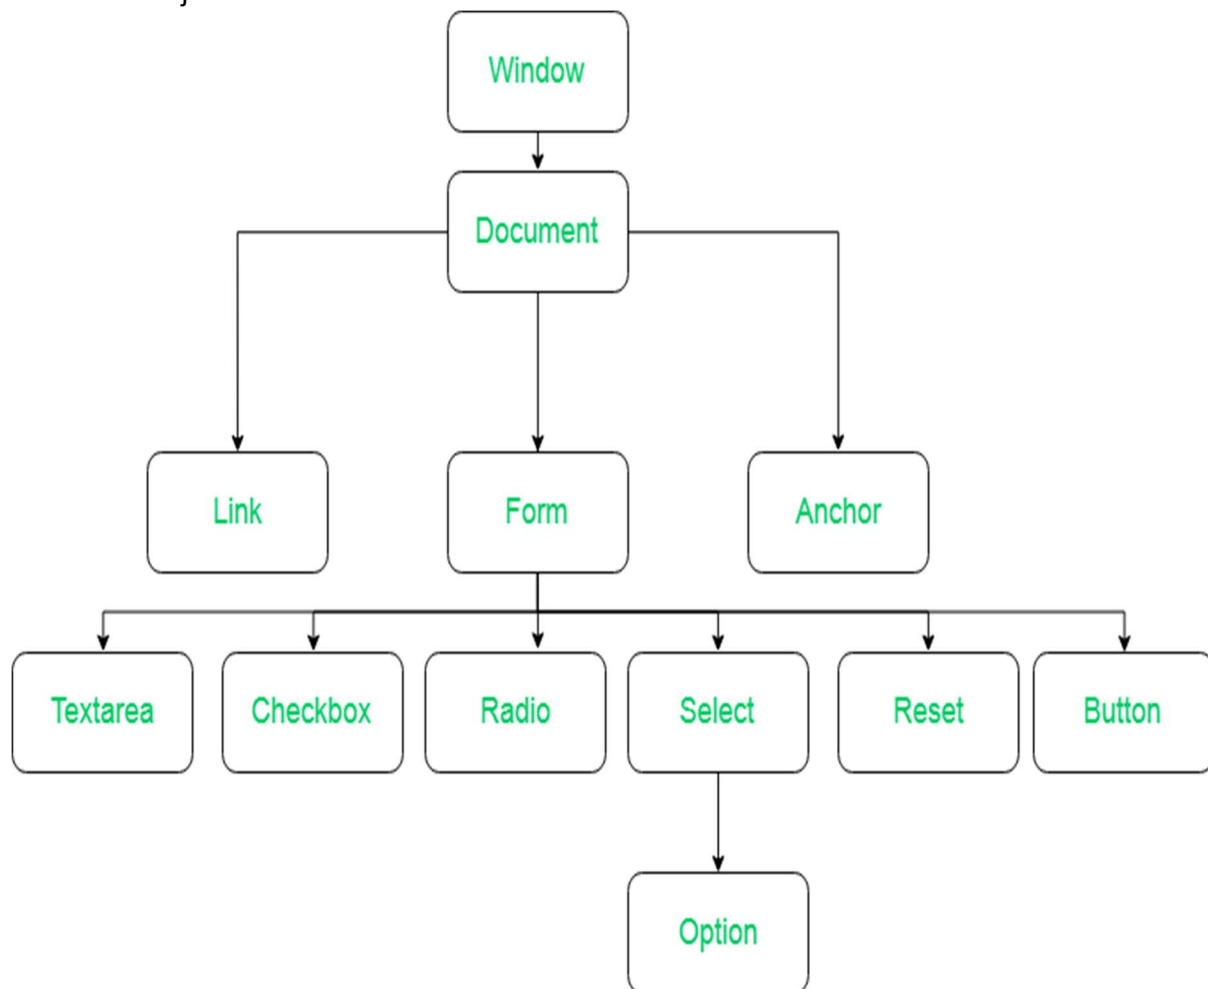 Window
Document
Link
Form
Anchor
Textarea
Checkbox
Radio
Select
Reset
Button
Option